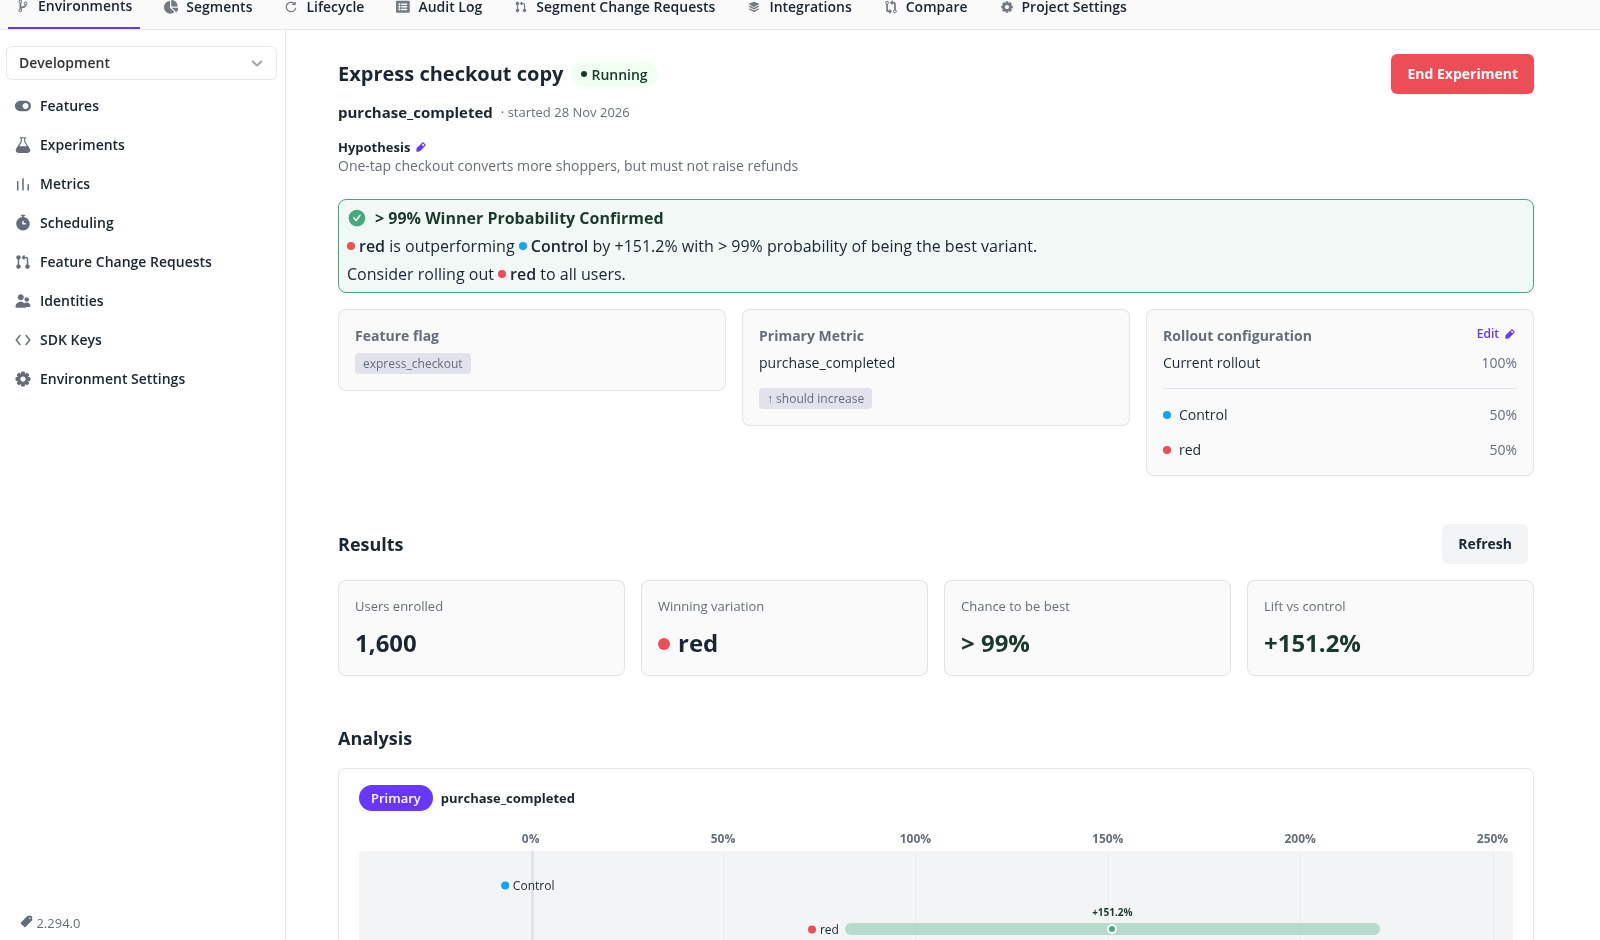 Environments
Segments
Lifecycle
Audit Log
Segment Change Requests
Integrations
Compare
Project Settings
Development
Features
Experiments
Metrics
Scheduling
Feature Change Requests
Identities
SDK Keys
Environment Settings
2.294.0
Express checkout copy
Running
End Experiment
purchase_completed · started 28 Nov 2026
Hypothesis
One-tap checkout converts more shoppers, but must not raise refunds
> 99% Winner Probability Confirmed
red is outperforming Control by +151.2% with > 99% probability of being the best variant.
Consider rolling out red to all users.
Feature flag
express_checkout
Primary Metric
purchase_completed
↑ should increase
Rollout configuration Edit
Current rollout 100%
Control 50%
red 50%
Results
Refresh
Users enrolled
1,600
Winning variation
red
Chance to be best
> 99%
Lift vs control
+151.2%
Analysis
Primary purchase_completed
0% 50% 100% 150% 200% 250%
Control
+151.2%
red